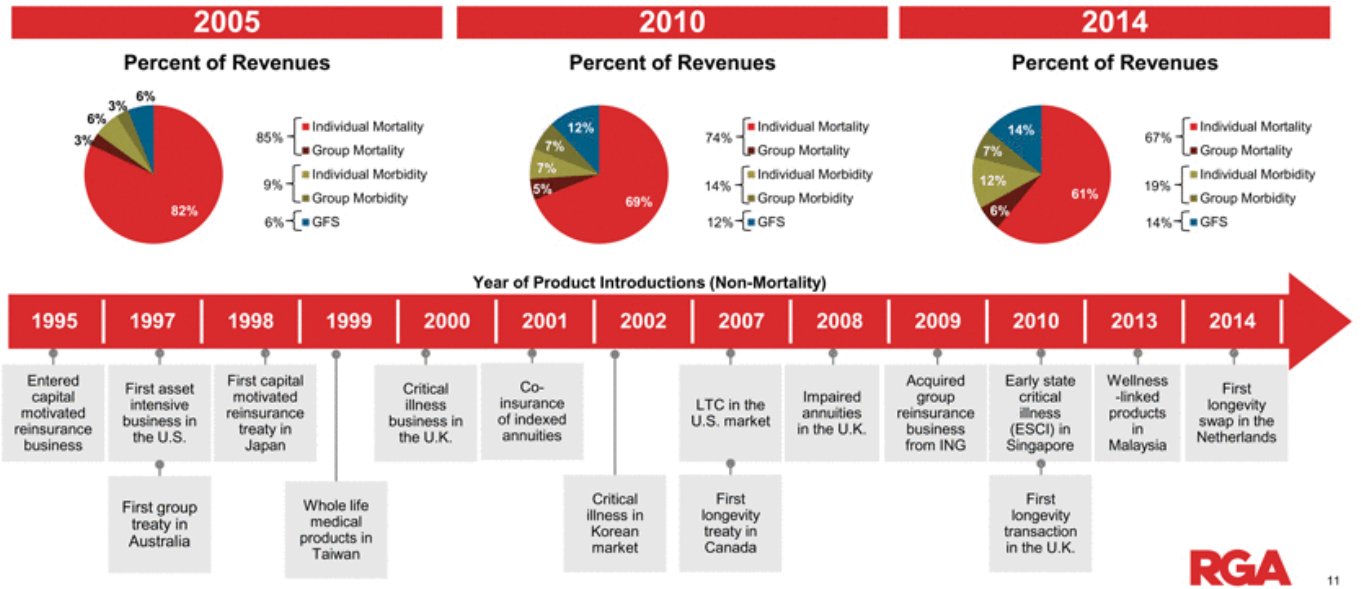 2005
Percent of Revenues
3%
6%
3%
6%
82%
85%
Individual Mortality
Group Mortality
9%
Individual Morbidity
Group Morbidity
6%
GFS
2010
Percent of Revenues
5%
7%
7%
12%
69%
74%
Individual Mortality
Group Mortality
14%
Individual Morbidity
Group Morbidity
12%
GFS
2014
Percent of Revenues
6%
12%
7%
14%
61%
67%
Individual Mortality
Group Mortality
19%
Individual Morbidity
Group Morbidity
14%
GFS
Year of Product Introductions (Non-Mortality)
1995
1997
1998
1999
2000
2001
2002
2007
2008
2009
2010
2013
2014
Entered
capital
motivated
reinsurance
business
First asset
intensive
business in
the U.S.
First group
treaty in
Australia
First capital
motivated
reinsurance
treaty in
Japan
Whole life
medical
products in
Taiwan
Critical
illness
business in
the U.K.
Co-
insurance
of indexed
annuities
Critical
illness in
Korean
market
LTC in the
U.S. market
First
longevity
treaty in
Canada
Impaired
annuities
in the U.K.
Acquired
group
reinsurance
business
from ING
Early state
critical
illness
(ESCI) in
Singapore
First
longevity
transaction
in the U.K.
Wellness
-linked
products
in
Malaysia
First
longevity
swap in the
Netherlands
RGA
11